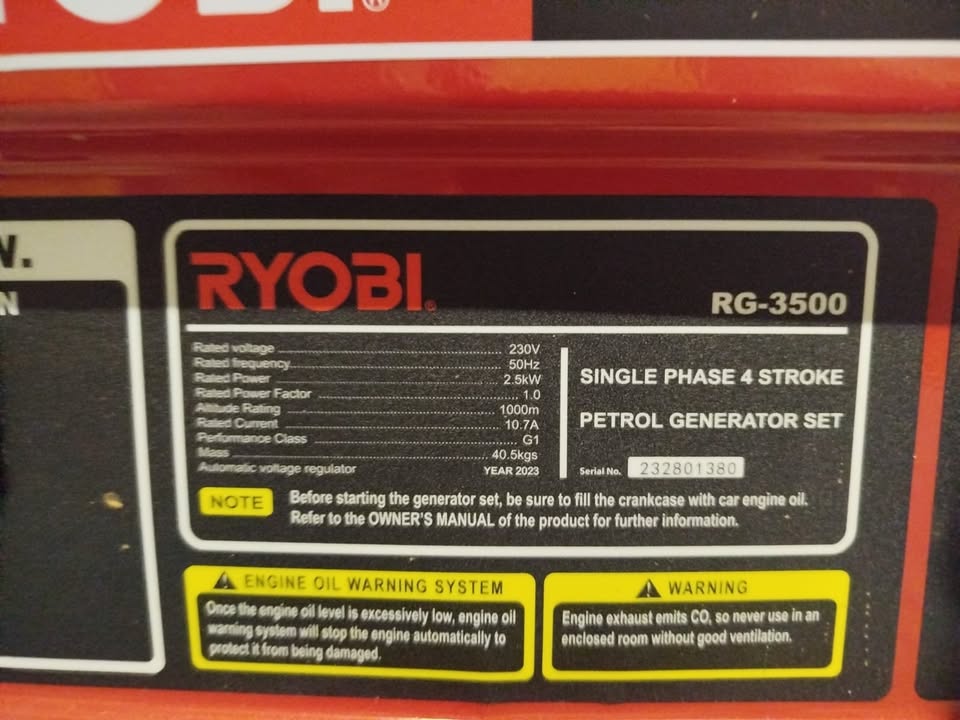 RYOBI®
W.
N
RYOBI®
RG-3500
Rated voltage ........ 230V
Rated frequency ........ 50Hz
Rated Power ........ 2.5kW
Rated Power Factor ........ 1.0
Altitude Rating ........ 1000m
Rated Current ........ 10.7A
Performance Class ........ G1
Mass ........ 40.5kgs
Automatic voltage regulator YEAR 2023
SINGLE PHASE 4 STROKE
PETROL GENERATOR SET
Serial No. 232801380
NOTE Before starting the generator set, be sure to fill the crankcase with car engine oil.
Refer to the OWNER'S MANUAL of the product for further information.
ENGINE OIL WARNING SYSTEM
Once the engine oil level is excessively low, engine oil
warning system will stop the engine automatically to
protect it from being damaged.
WARNING
Engine exhaust emits CO, so never use in an
enclosed room without good ventilation.